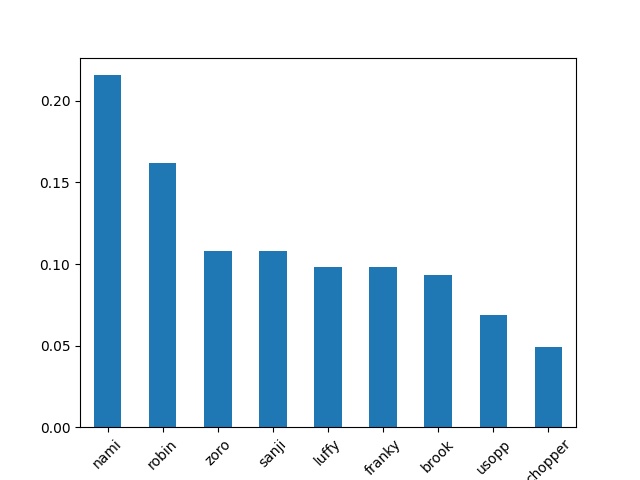 0.20
0.15
0.10
0.05
0.00
nami
robin
zoro
sanji
luffy
franky
brook
usopp
chopper